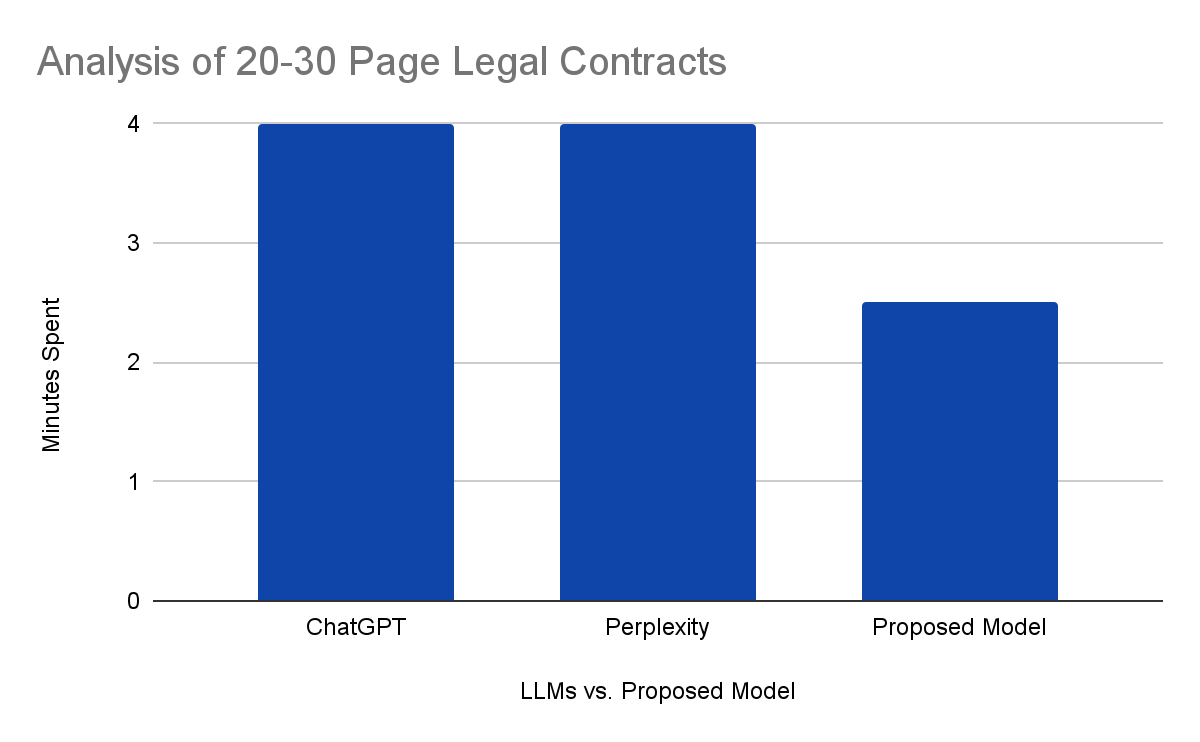 Analysis of 20-30 Page Legal Contracts
4
3
2
1
0
Minutes Spent
ChatGPT
Perplexity
Proposed Model
LLMs vs. Proposed Model